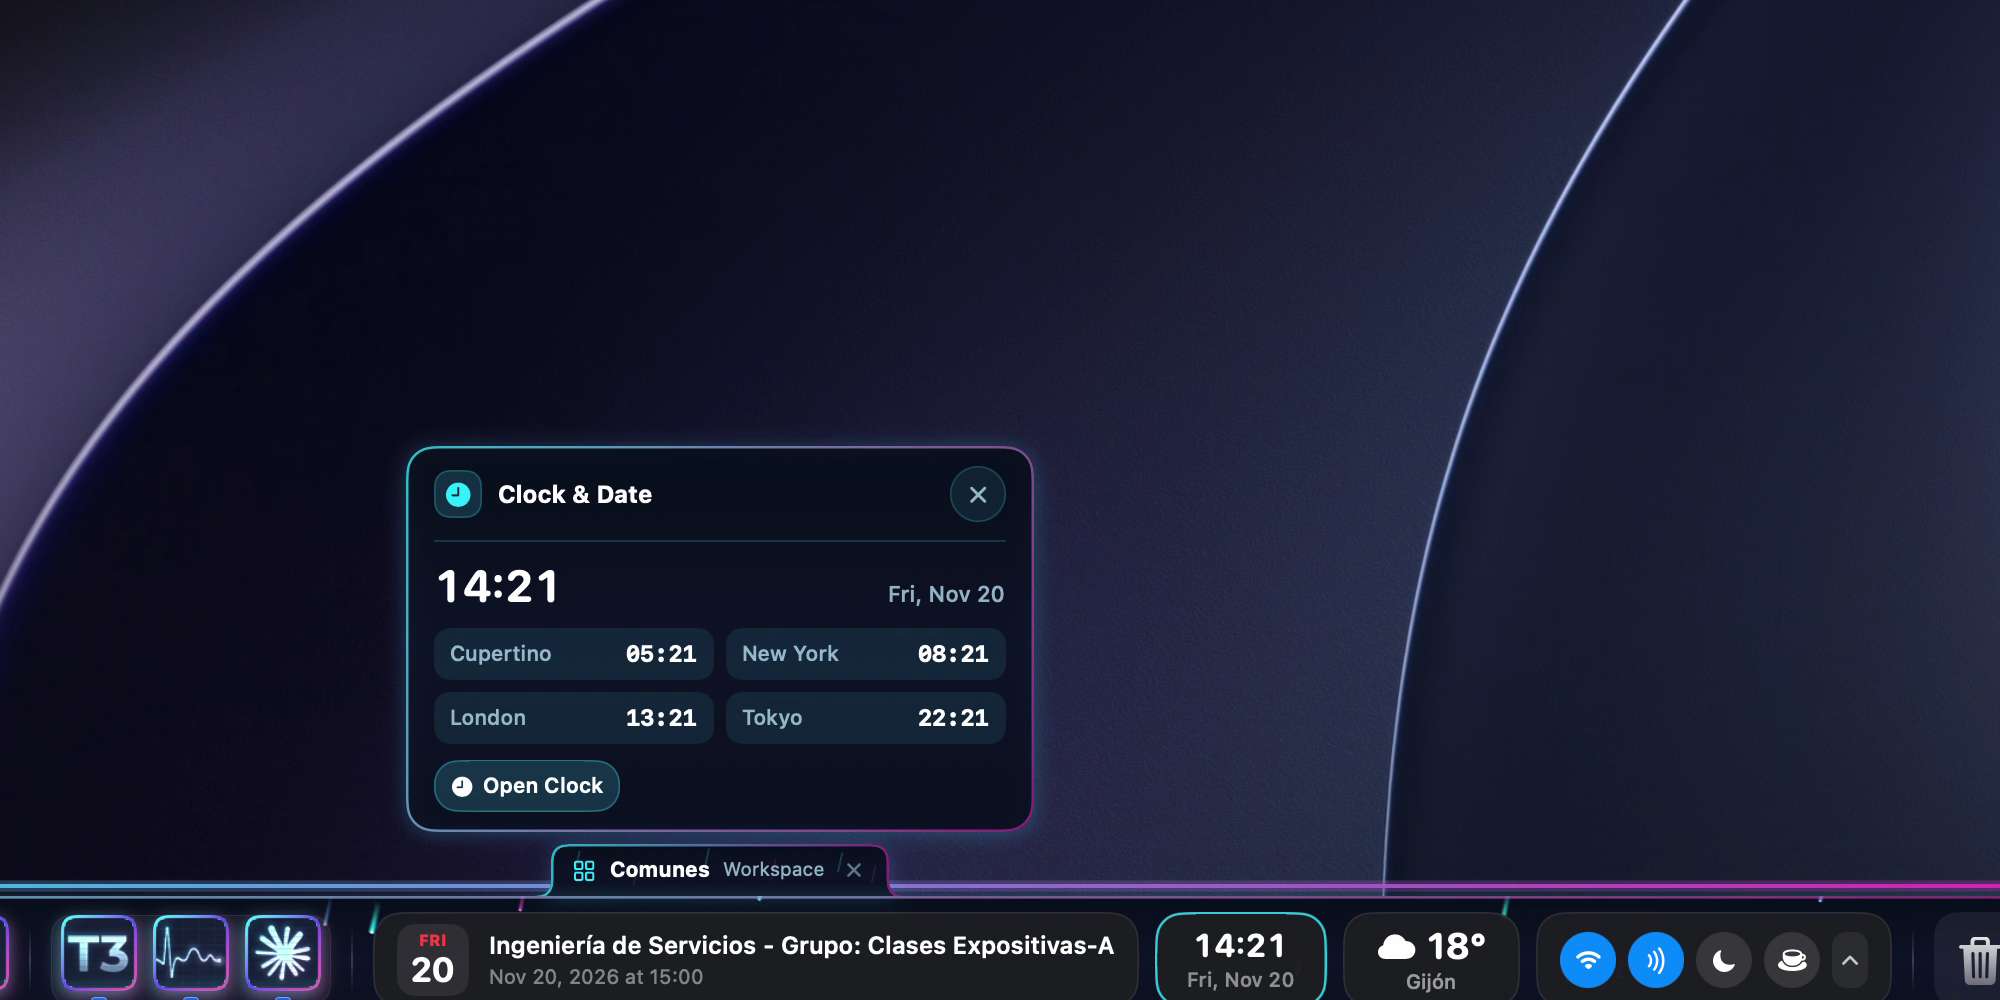 Clock & Date
14:21
Fri, Nov 20
Cupertino 05:21
New York 08:21
London 13:21
Tokyo 22:21
Open Clock
Comunes Workspace
T3
FRI
20
Ingeniería de Servicios - Grupo: Clases Expositivas-A
Nov 20, 2026 at 15:00
14:21
Fri, Nov 20
18°
Gijón